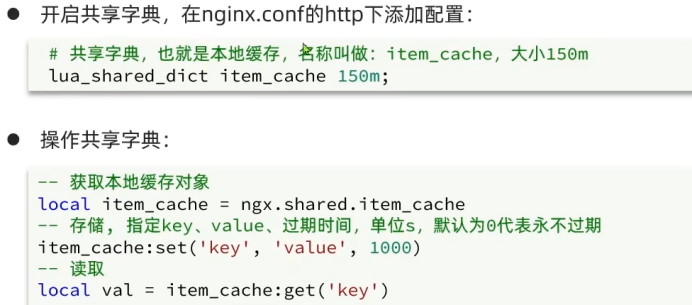 ● 开启共享字典，在nginx.conf的http下添加配置：
# 共享字典，也就是本地缓存，名称叫做：item_cache，大小150m
lua_shared_dict item_cache 150m;
● 操作共享字典：
-- 获取本地缓存对象
local item_cache = ngx.shared.item_cache
-- 存储, 指定key、value、过期时间，单位s，默认为0代表永不过期
item_cache:set('key', 'value', 1000)
-- 读取
local val = item_cache:get('key')